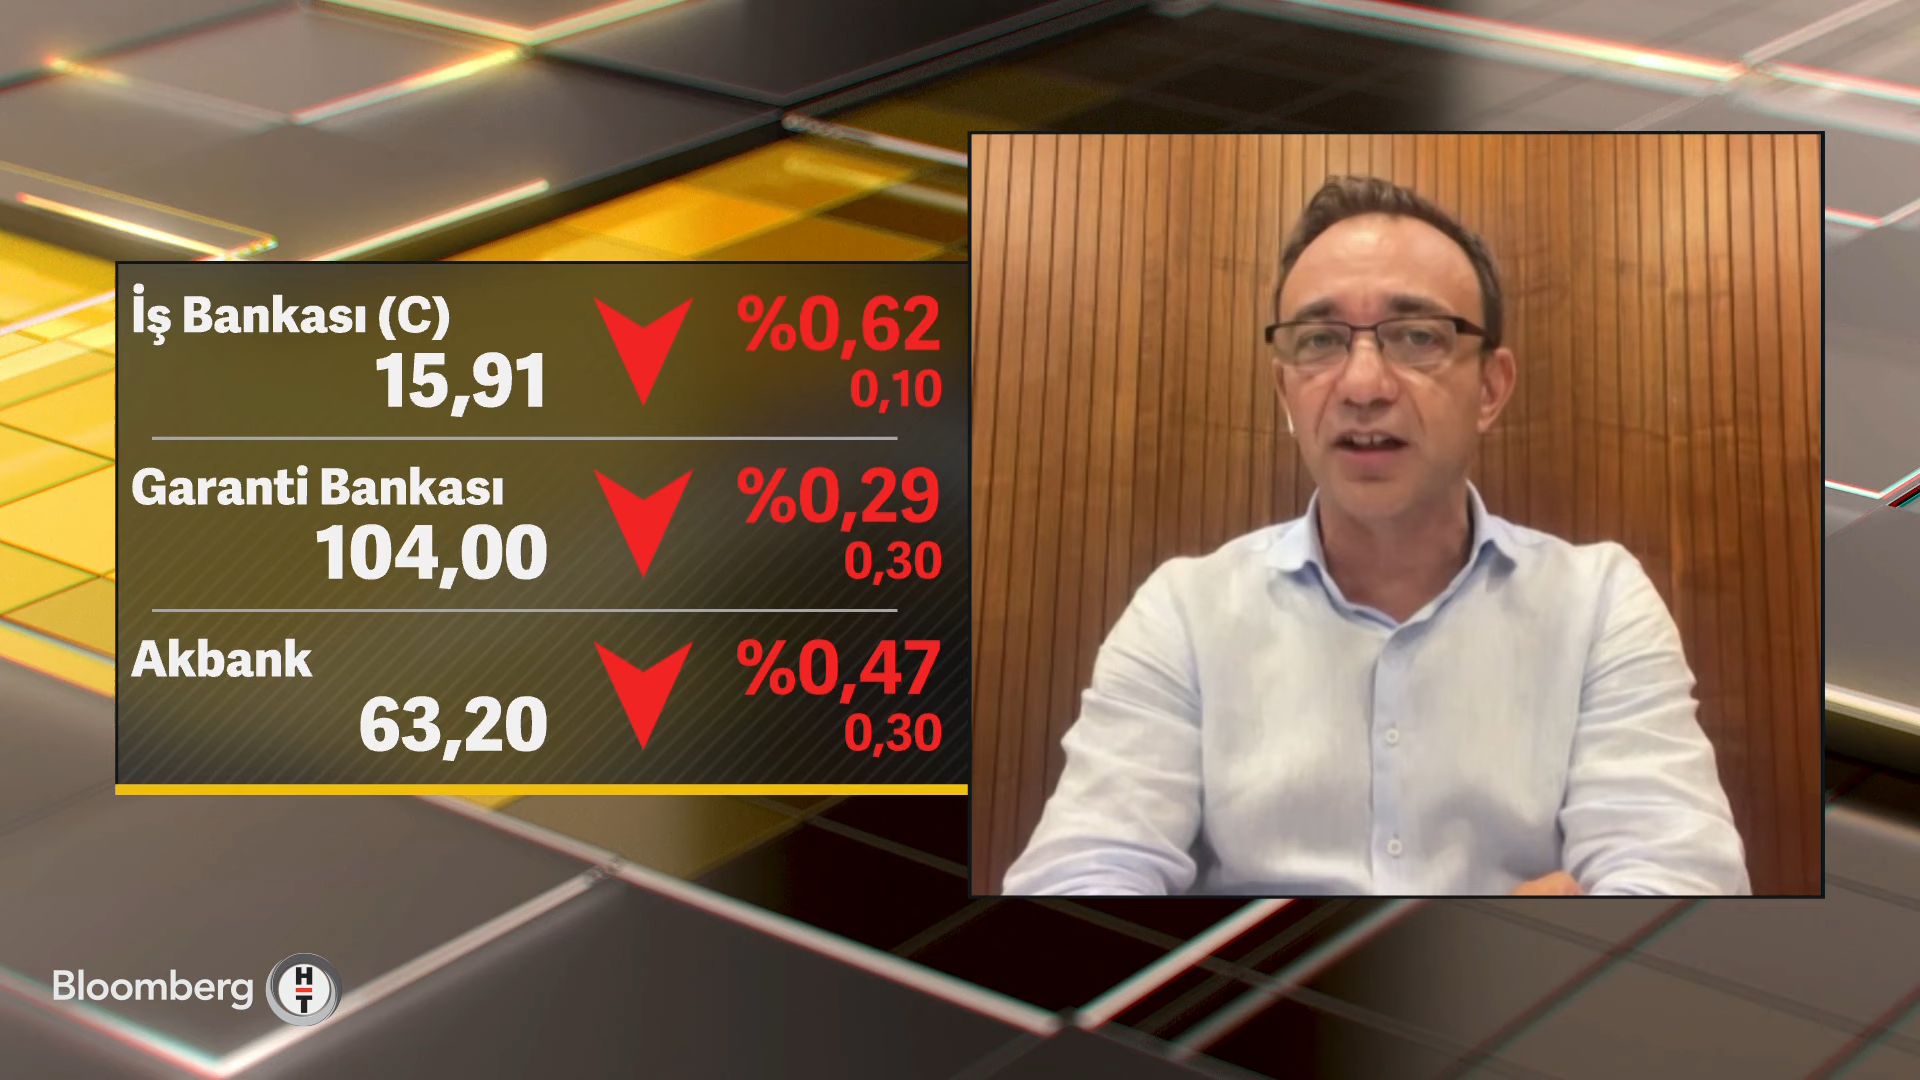 İş Bankası (C)
15,91
%0,62
0,10
Garanti Bankası
104,00
%0,29
0,30
Akbank
63,20
%0,47
0,30
Bloomberg HT